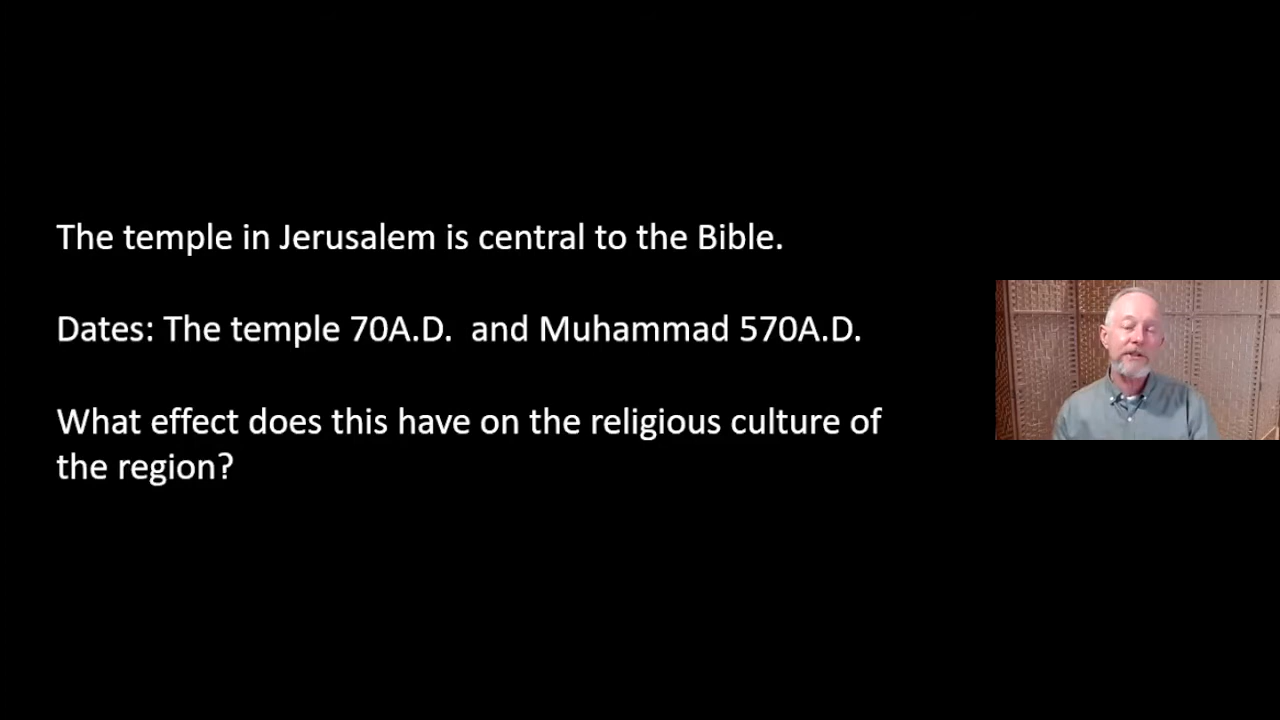 The temple in Jerusalem is central to the Bible.
Dates: The temple 70A.D.  and Muhammad 570A.D.
What effect does this have on the religious culture of
the region?